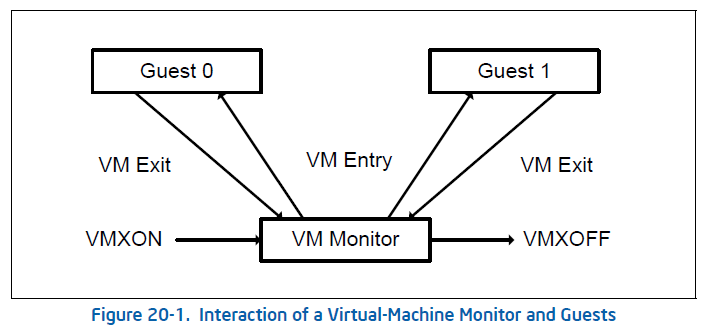 Guest 0
Guest 1
VM Exit
VM Entry
VM Exit
VMXON
VM Monitor
VMXOFF
Figure 20-1. Interaction of a Virtual-Machine Monitor and Guests